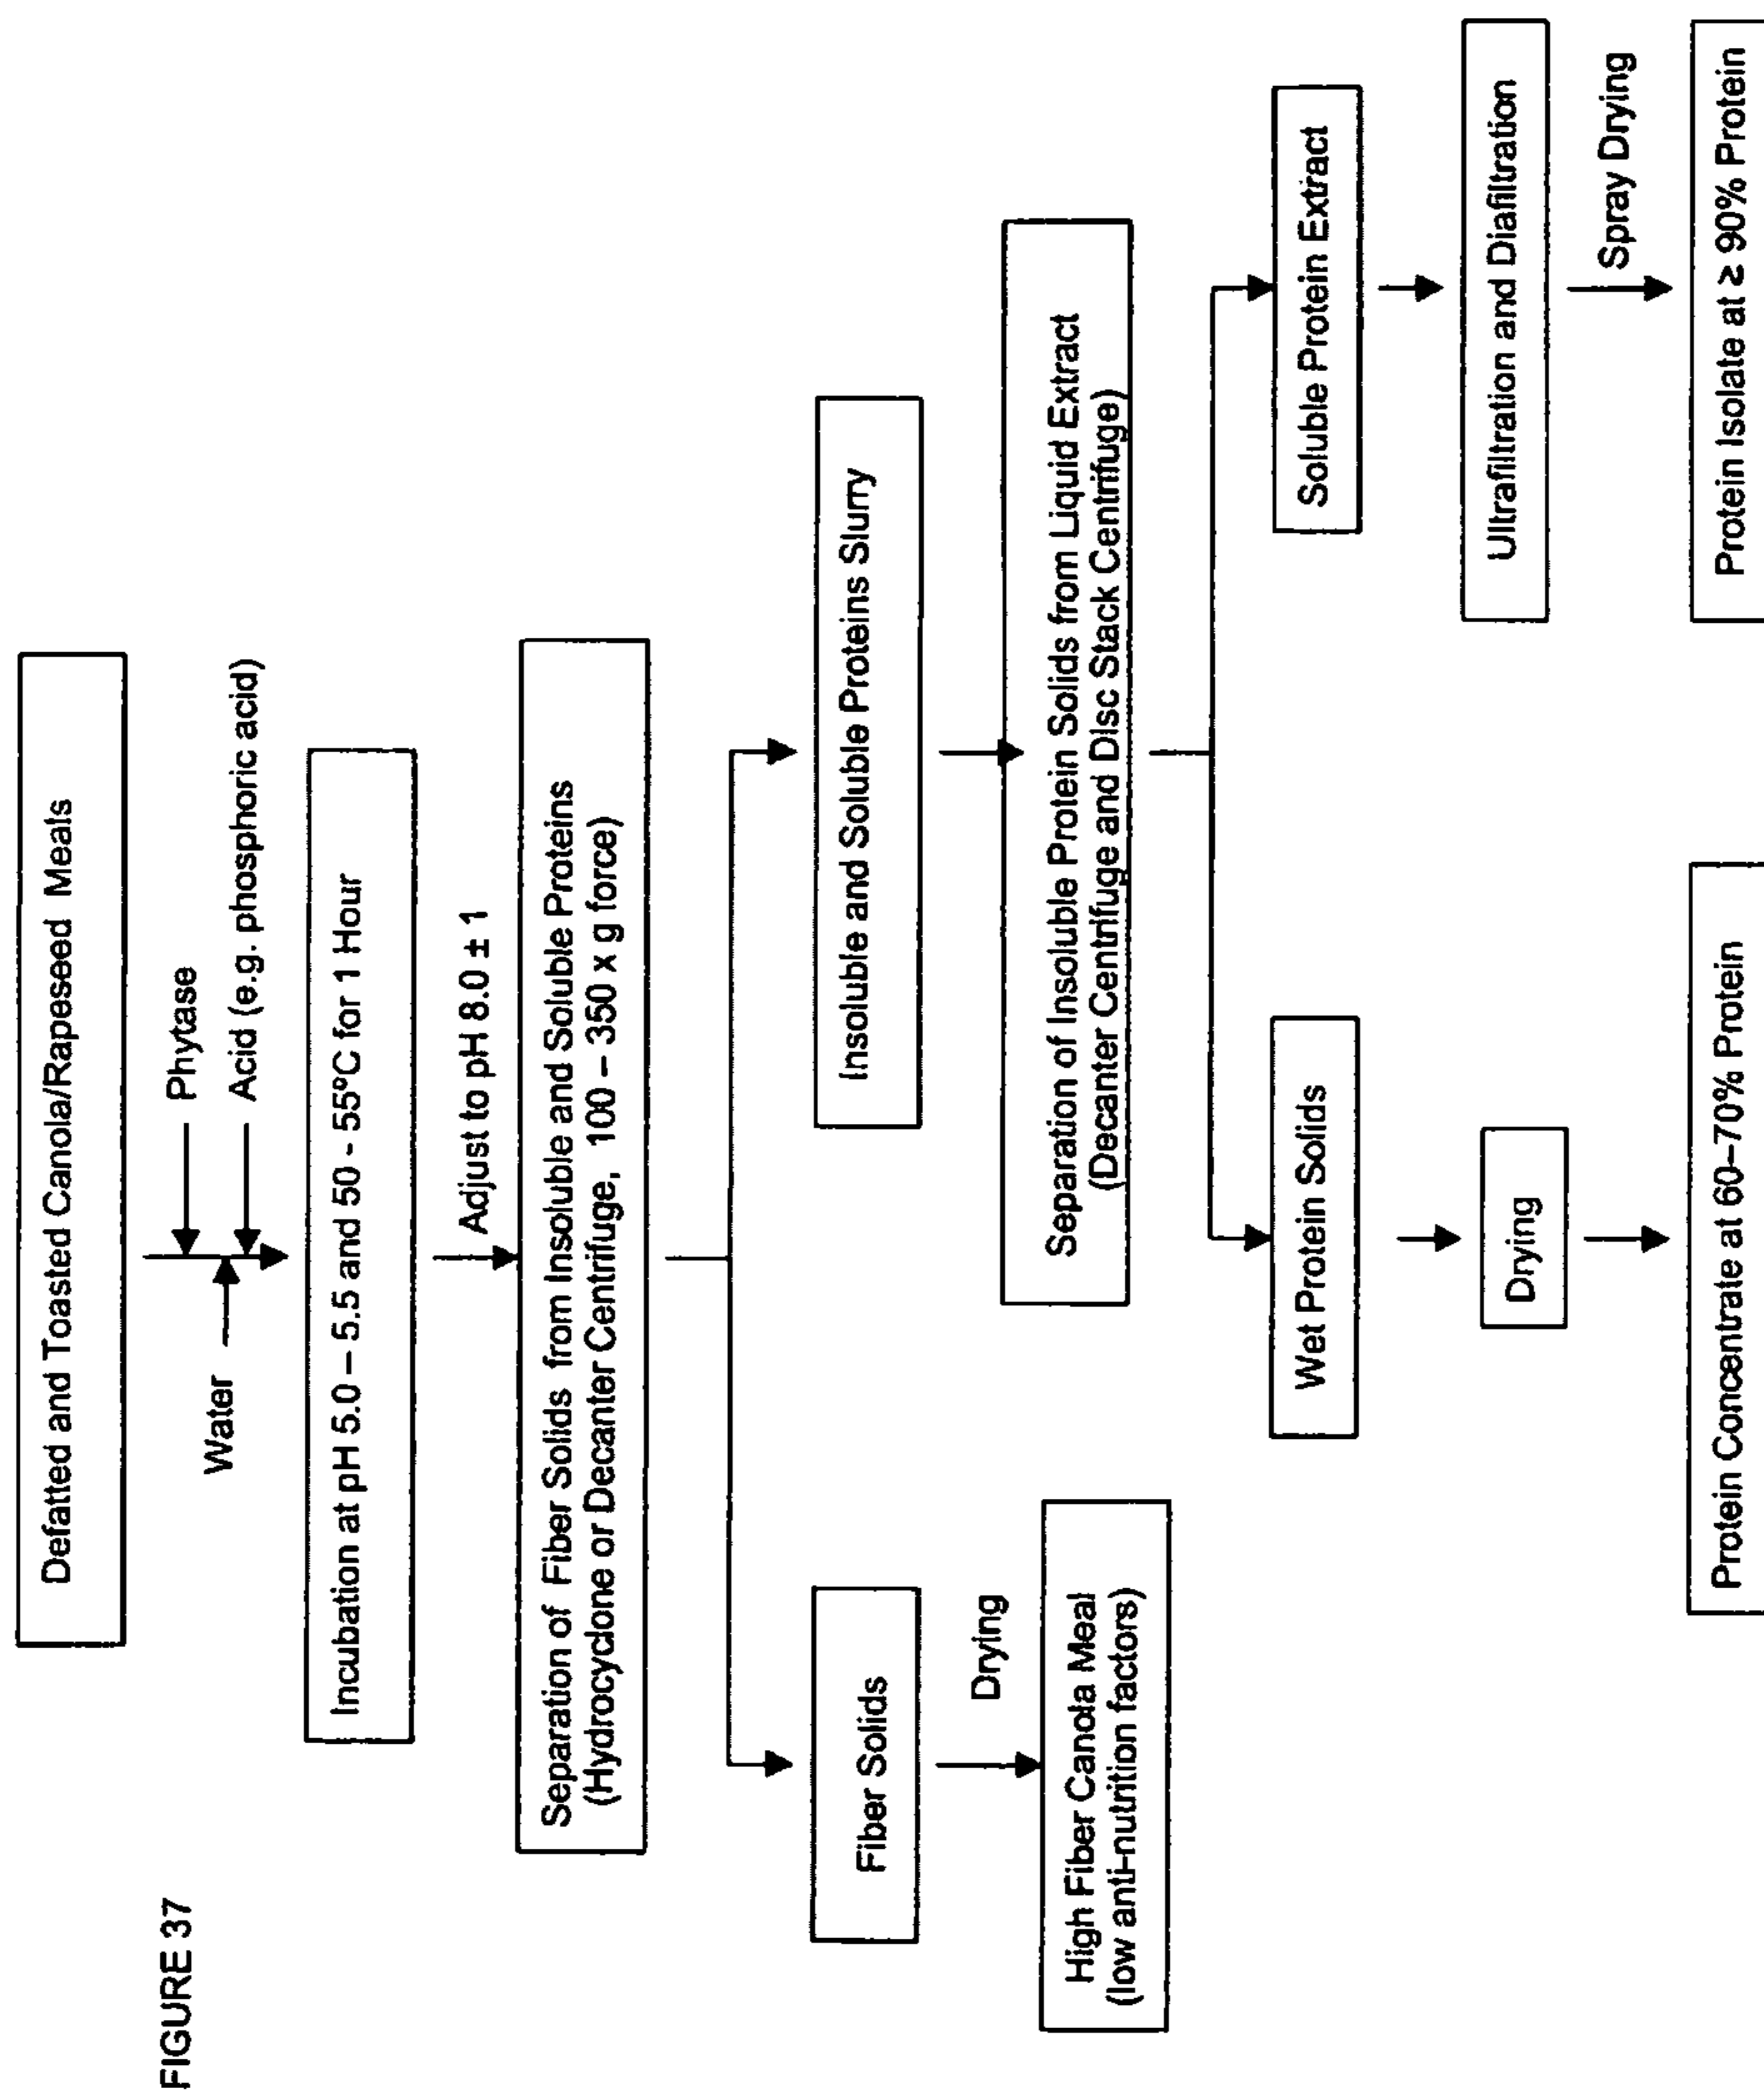 FIGURE 37
Defatted and Toasted Canola/Rapeseed Meals
Phytase
Water
Acid (e.g. phosphoric acid)
Incubation at pH 5.0 – 5.5 and 50 - 55ºC for 1 Hour
Adjust to pH 8.0 ± 1
Separation of Fiber Solids from Insoluble and Soluble Proteins
(Hydrocyclone or Decanter Centrifuge, 100 – 350 x g force)
Fiber Solids
Insoluble and Soluble Proteins Slurry
Drying
High Fiber Canola Meal
(low anti-nutrition factors)
Separation of Insoluble Protein Solids from Liquid Extract
(Decanter Centrifuge and Disc Stack Centrifuge)
Wet Protein Solids
Soluble Protein Extract
Drying
Ultrafiltration and Diafiltration
Spray Drying
Protein Concentrate at 60–70% Protein
Protein Isolate at ≥ 90% Protein